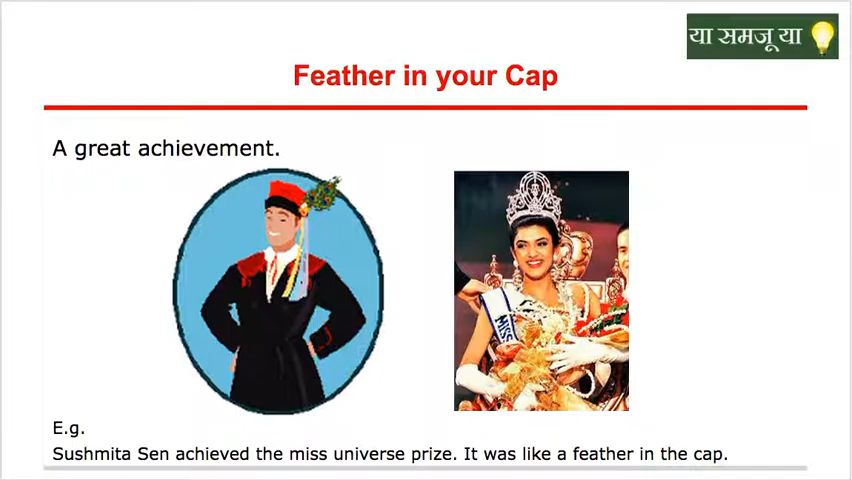 या समजू या
Feather in your Cap
A great achievement.
MISS
E.g.
Sushmita Sen achieved the miss universe prize. It was like a feather in the cap.